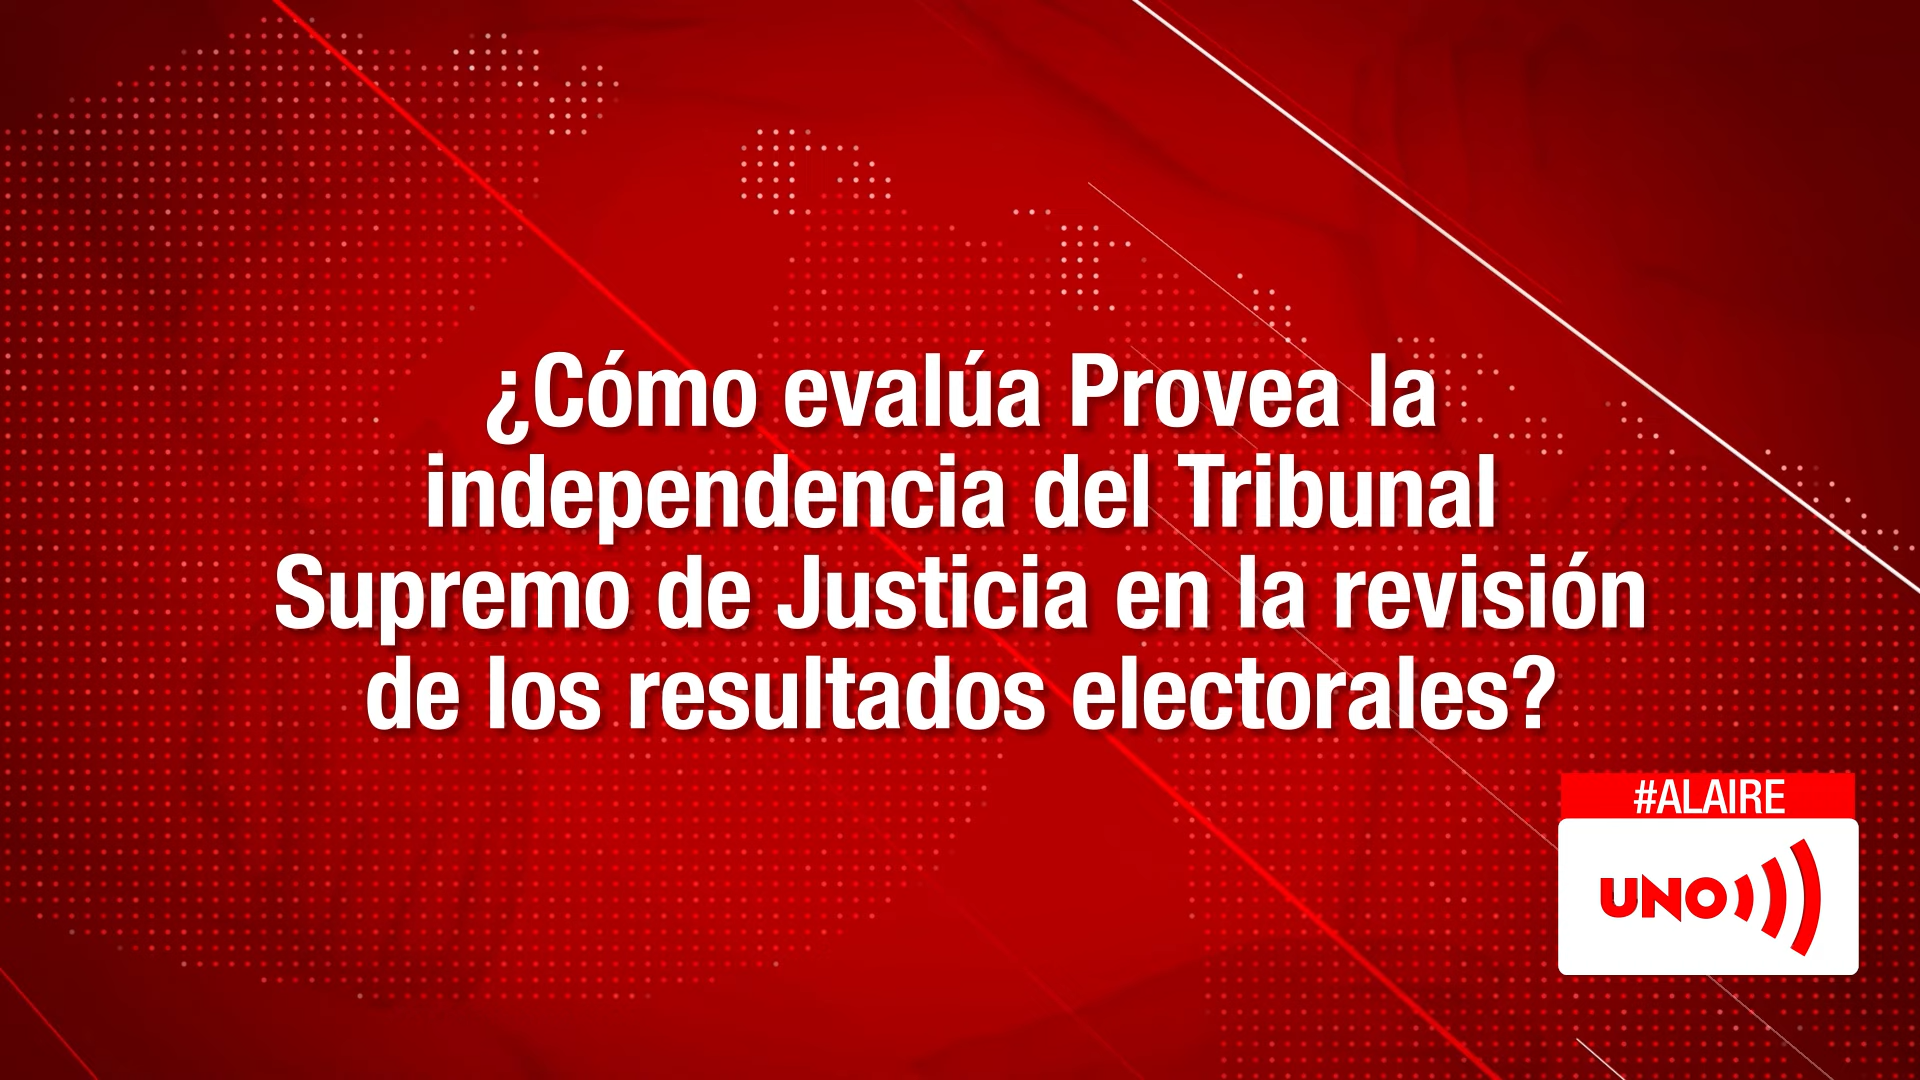 ¿Cómo evalúa Provea la
independencia del Tribunal
Supremo de Justicia en la revisión
de los resultados electorales?
#ALAIRE
UNO